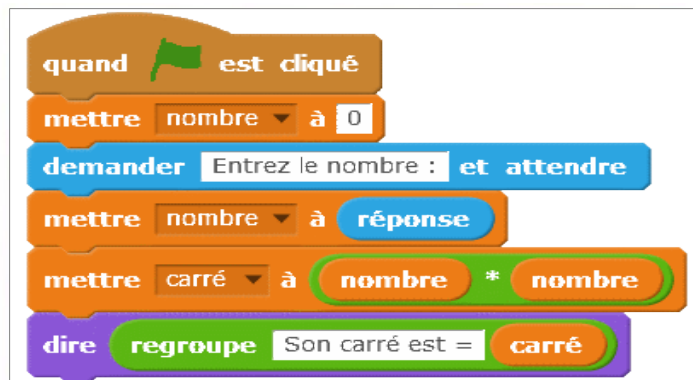 quand est cliqué
mettre nombre à 0
demander Entrez le nombre : et attendre
mettre nombre à réponse
mettre carré à nombre * nombre
dire regroupe Son carré est = carré